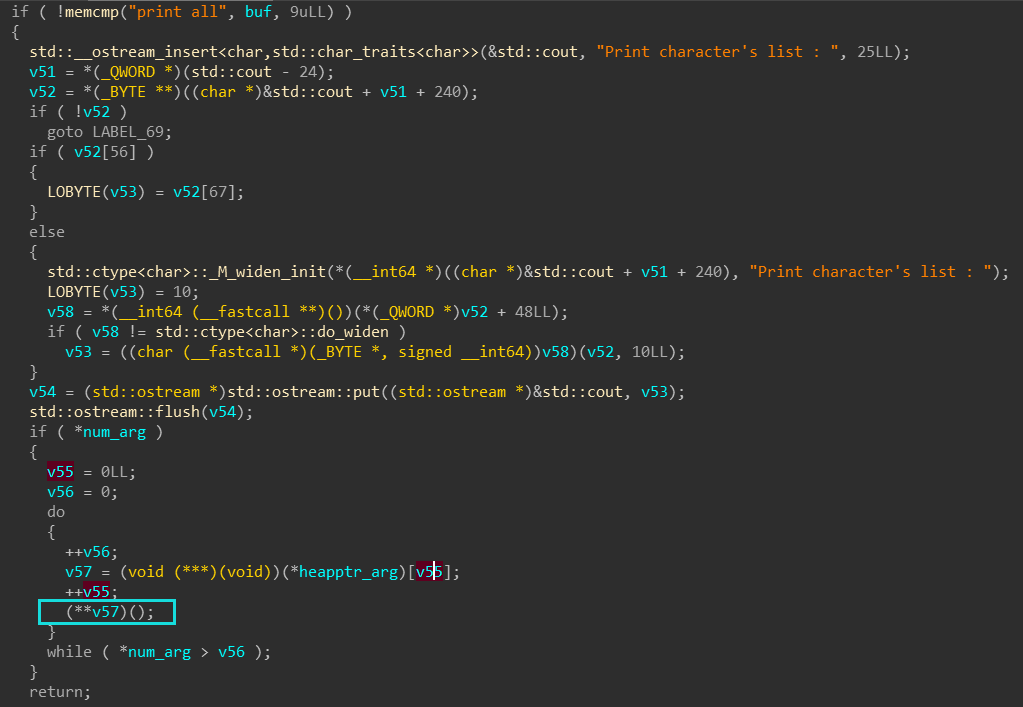 if ( !memcmp("print all", buf, 9uLL) )
{
std::__ostream_insert<char,std::char_traits<char>>(&std::cout, "Print character's list : ", 25LL);
v51 = *(_QWORD *)(std::cout - 24);
v52 = *(_BYTE **)((char *)&std::cout + v51 + 240);
if ( !v52 )
goto LABEL_69;
if ( v52[56] )
{
LOBYTE(v53) = v52[67];
}
else
{
std::ctype<char>::_M_widen_init(*(__int64 *)((char *)&std::cout + v51 + 240), "Print character's list : ");
LOBYTE(v53) = 10;
v58 = *(__int64 (__fastcall **)())(*(_QWORD *)v52 + 48LL);
if ( v58 != std::ctype<char>::do_widen )
v53 = ((char (__fastcall *)(_BYTE *, signed __int64))v58)(v52, 10LL);
}
v54 = (std::ostream *)std::ostream::put((std::ostream *)&std::cout, v53);
std::ostream::flush(v54);
if ( *num_arg )
{
v55 = 0LL;
v56 = 0;
do
{
++v56;
v57 = (void (***)(void))(*heapptr_arg)[v55];
++v55;
(**v57)();
}
while ( *num_arg > v56 );
}
return;